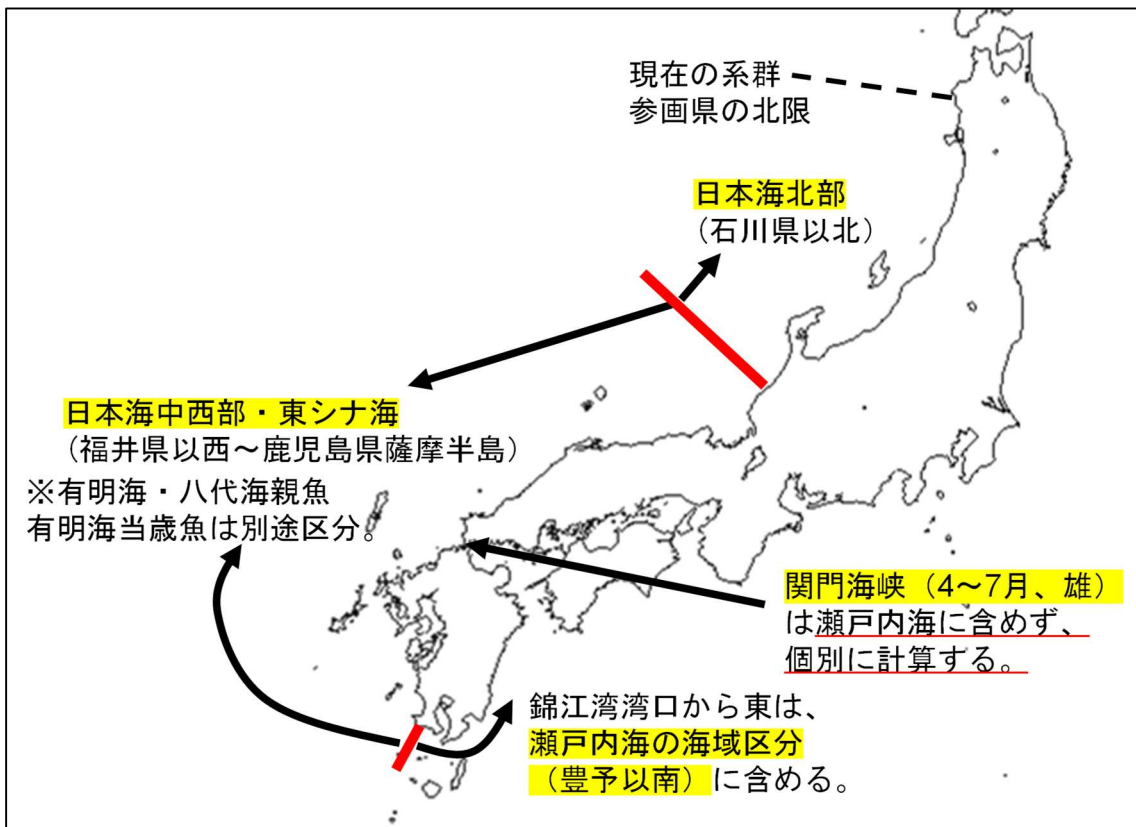 現在の系群
参画県の北限
日本海北部
（石川県以北）
日本海中西部・東シナ海
（福井県以西～鹿児島県薩摩半島）
※有明海・八代海親魚
有明海当歳魚は別途区分。
関門海峡（4～7月、雄）
は瀬戸内海に含めず、
個別に計算する。
錦江湾湾口から東は、
瀬戸内海の海域区分
（豊予以南）に含める。